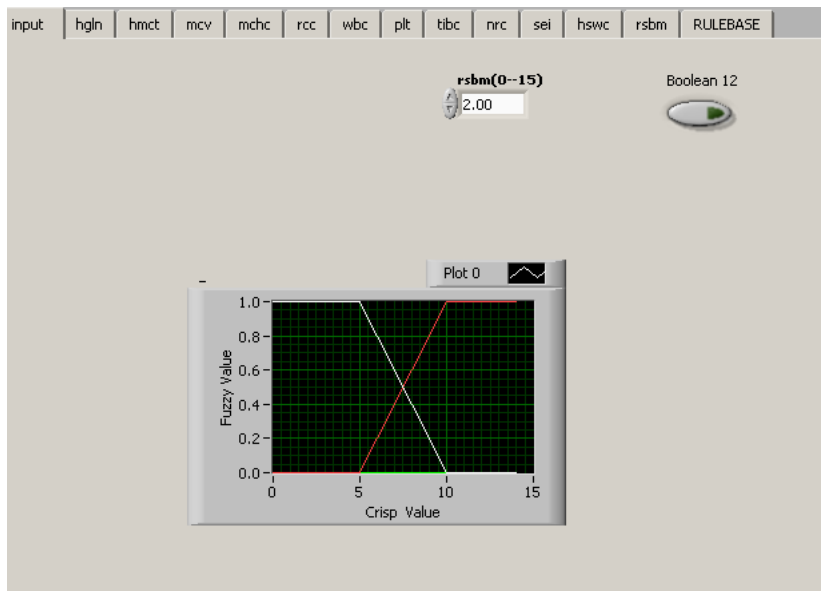 input hgln hmct mcv mchc rcc wbc plt tibc nrc sei hswc rsbm RULEBASE
rsbm(0--15)
2.00
Boolean 12
Plot 0
Fuzzy Value
1.0
0.8
0.6
0.4
0.2
0.0
0 5 10 15
Crisp Value